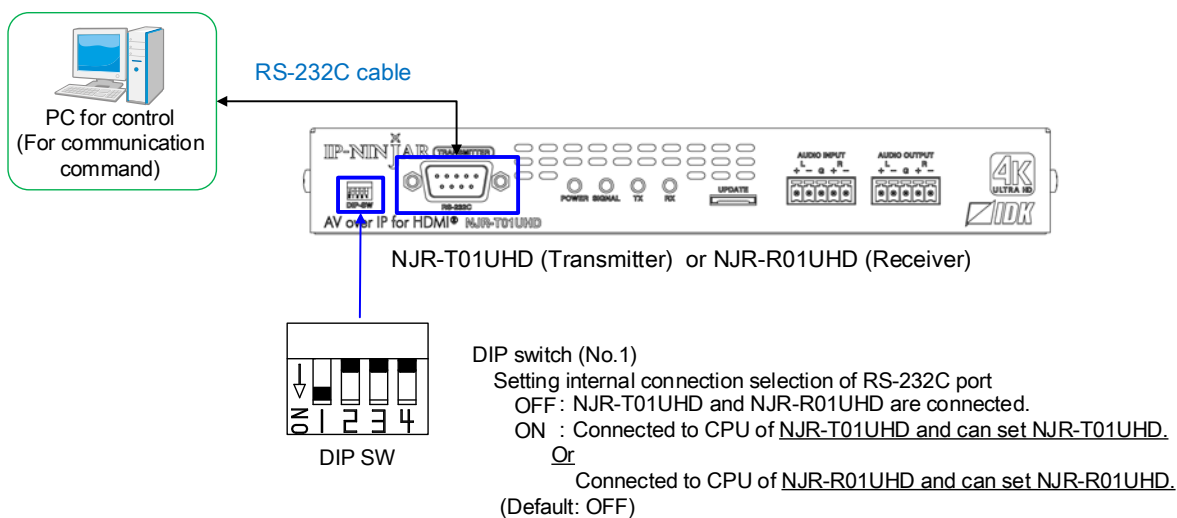 RS-232C cable
PC for control
(For communication
command)
IP-NINJAR TRANSMITTER
DIP-SW
RS-232C
POWER SIGNAL TX RX
UPDATE
AUDIO INPUT
L R
+ - G + -
AUDIO OUTPUT
L R
+ - G + -
4K
ULTRA HD
AV over IP for HDMI® NJR-T01UHD
IDK
NJR-T01UHD (Transmitter) or NJR-R01UHD (Receiver)
ON 1 2 3 4
DIP SW
DIP switch (No.1)
Setting internal connection selection of RS-232C port
OFF : NJR-T01UHD and NJR-R01UHD are connected.
ON : Connected to CPU of NJR-T01UHD and can set NJR-T01UHD.
Or
Connected to CPU of NJR-R01UHD and can set NJR-R01UHD.
(Default: OFF)